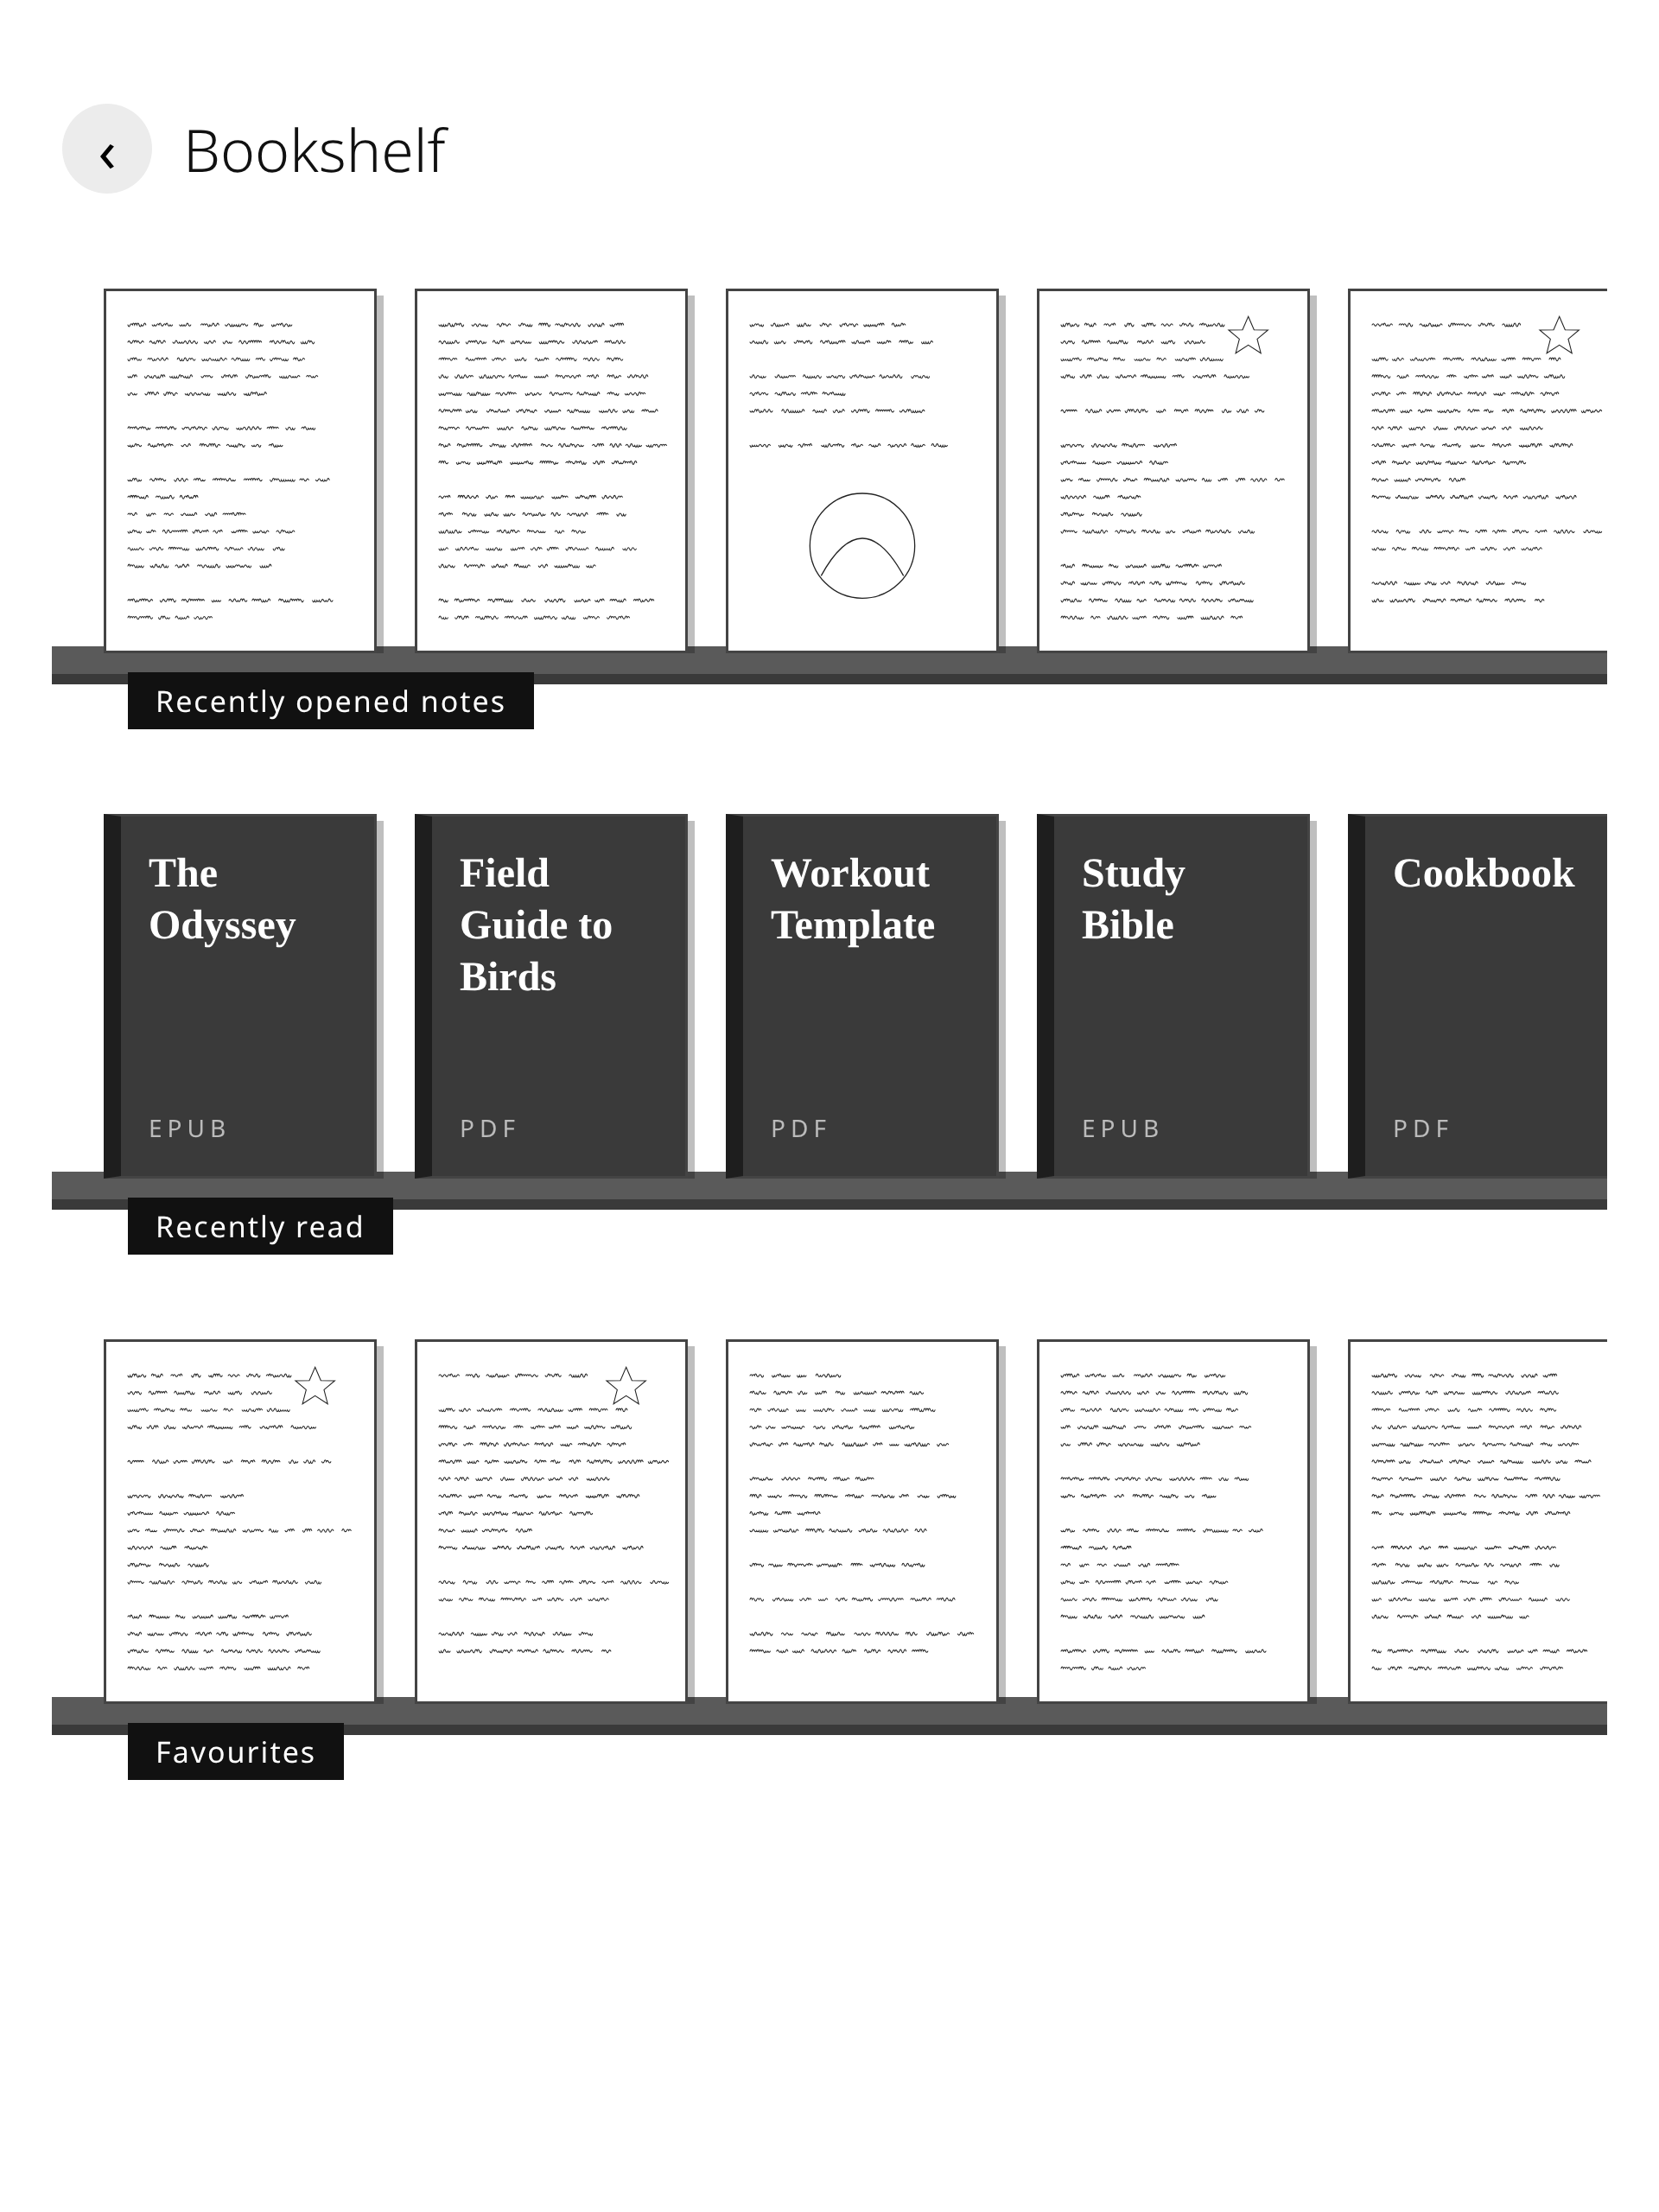 Bookshelf
Recently opened notes
The
Odyssey
EPUB
Field
Guide to
Birds
PDF
Workout
Template
PDF
Study
Bible
EPUB
Cookbook
PDF
Recently read
Favourites